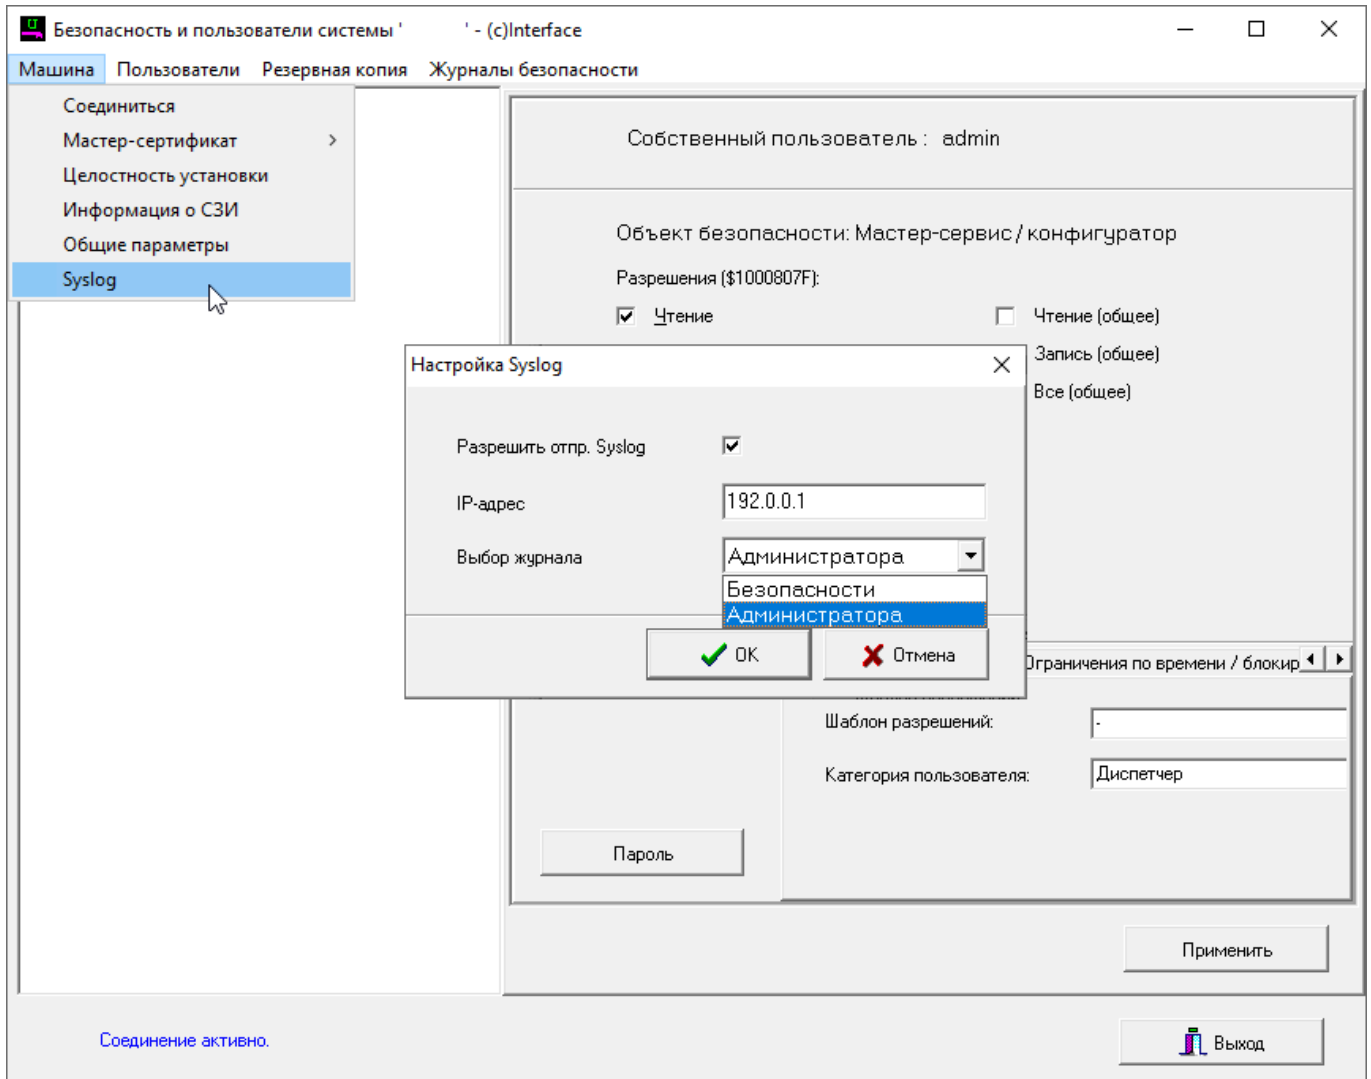 Безопасность и пользователи системы ' ' - (c)Interface
Машина Пользователи Резервная копия Журналы безопасности
Соединиться
Мастер-сертификат
Целостность установки
Информация о СЗИ
Общие параметры
Syslog
Собственный пользователь : admin
Объект безопасности: Мастер-сервис / конфигуратор
Разрешения ($1000807F):
Чтение
Чтение (общее)
Запись (общее)
Все (общее)
Настройка Syslog
Разрешить отпр. Syslog
IP-адрес
192.0.0.1
Выбор журнала
Администратора
Безопасности
Администратора
OK
Отмена
Ограничения по времени / блокир
Шаблон разрешений:
-
Категория пользователя:
Диспетчер
Пароль
Применить
Соединение активно.
Выход